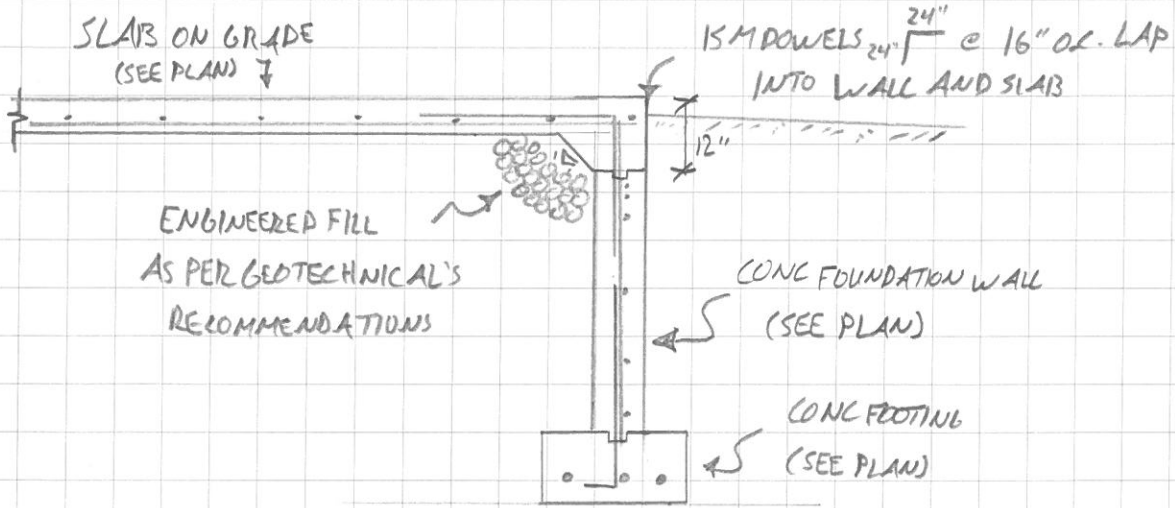 SLAB ON GRADE
(SEE PLAN)
15M DOWELS 24" 24" @ 16" O.C. LAP
INTO WALL AND SLAB
12"
ENGINEERED FILL
AS PER GEOTECHNICAL'S
RECOMMENDATIONS
CONC FOUNDATION WALL
(SEE PLAN)
CONC FOOTING
(SEE PLAN)